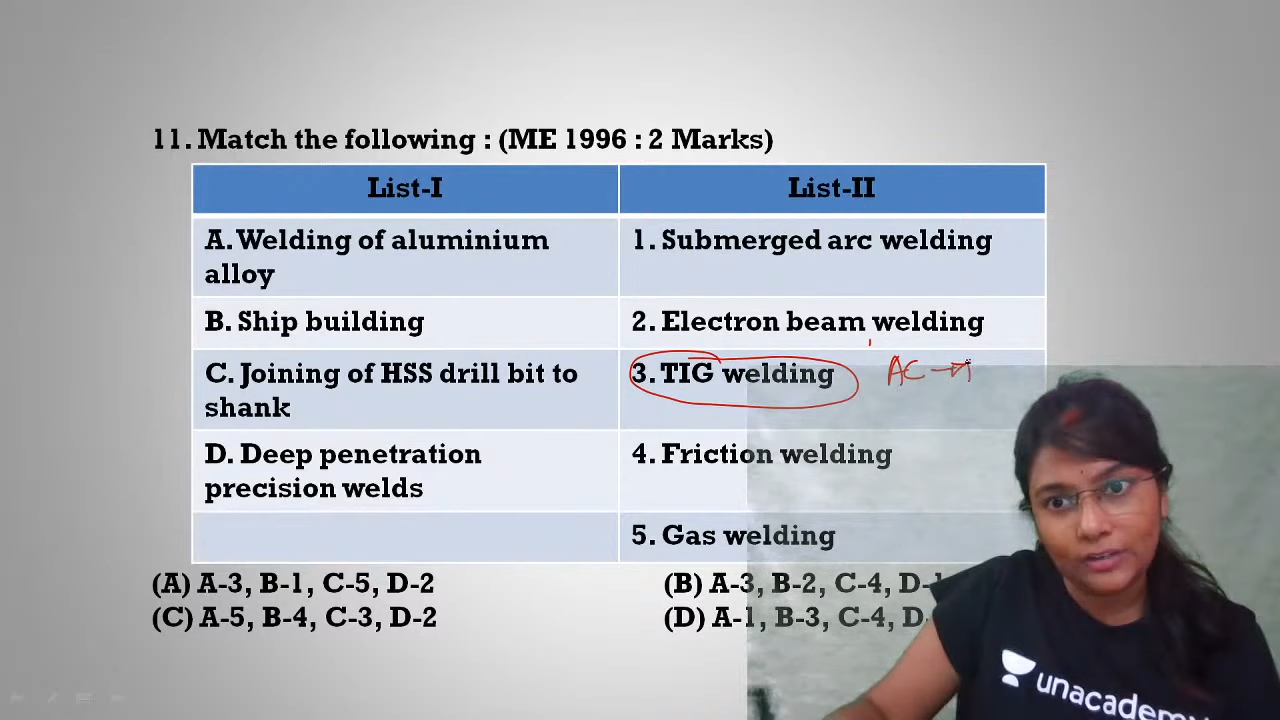 11. Match the following : (ME 1996 : 2 Marks)
List-I
List-II
A. Welding of aluminium
alloy
1. Submerged arc welding
B. Ship building
2. Electron beam welding
C. Joining of HSS drill bit to
shank
3. TIG welding
AC
D. Deep penetration
precision welds
4. Friction welding
5. Gas welding
(A) A-3, B-1, C-5, D-2
(B) A-3, B-2, C-4, D-
(C) A-5, B-4, C-3, D-2
(D) A-1, B-3, C-4, D-
unacademy